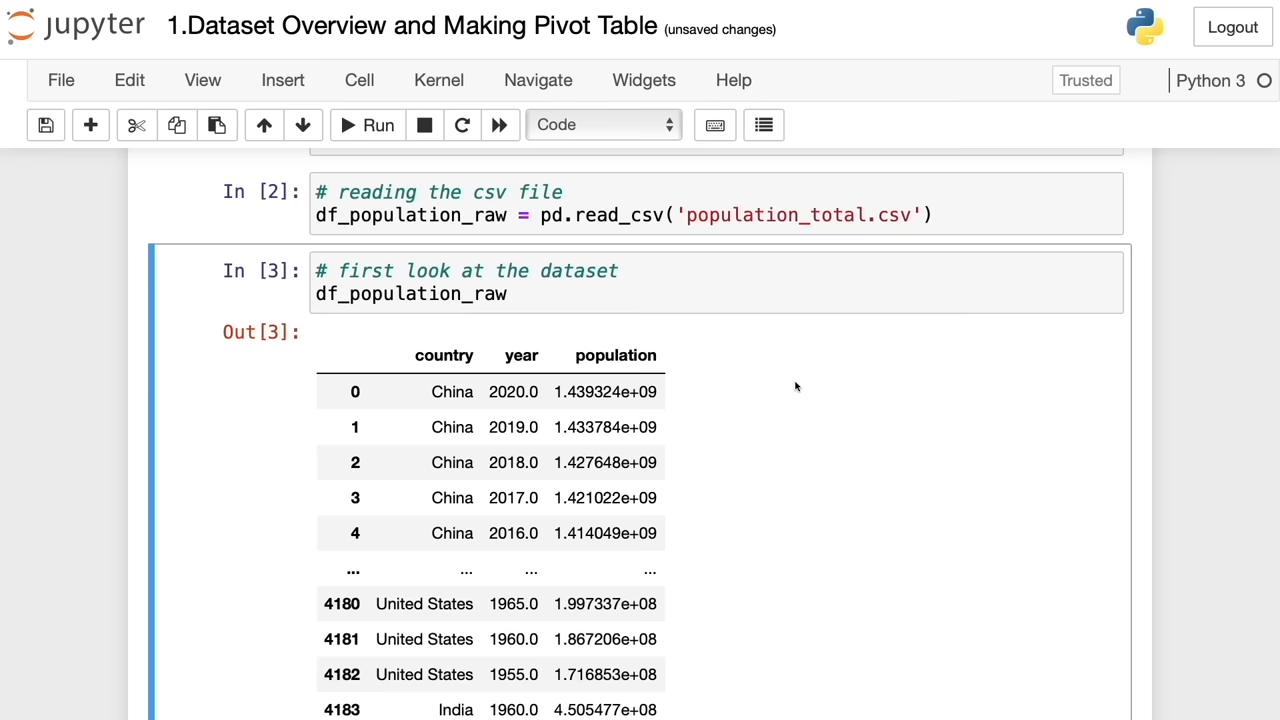 jupyter 1.Dataset Overview and Making Pivot Table (unsaved changes) Logout
File Edit View Insert Cell Kernel Navigate Widgets Help Trusted Python 3
Run Code
In [2]: # reading the csv file
df_population_raw = pd.read_csv('population_total.csv')
In [3]: # first look at the dataset
df_population_raw
Out[3]:
country year population
0 China 2020.0 1.439324e+09
1 China 2019.0 1.433784e+09
2 China 2018.0 1.427648e+09
3 China 2017.0 1.421022e+09
4 China 2016.0 1.414049e+09
... ... ... ...
4180 United States 1965.0 1.997337e+08
4181 United States 1960.0 1.867206e+08
4182 United States 1955.0 1.716853e+08
4183 India 1960.0 4.505477e+08